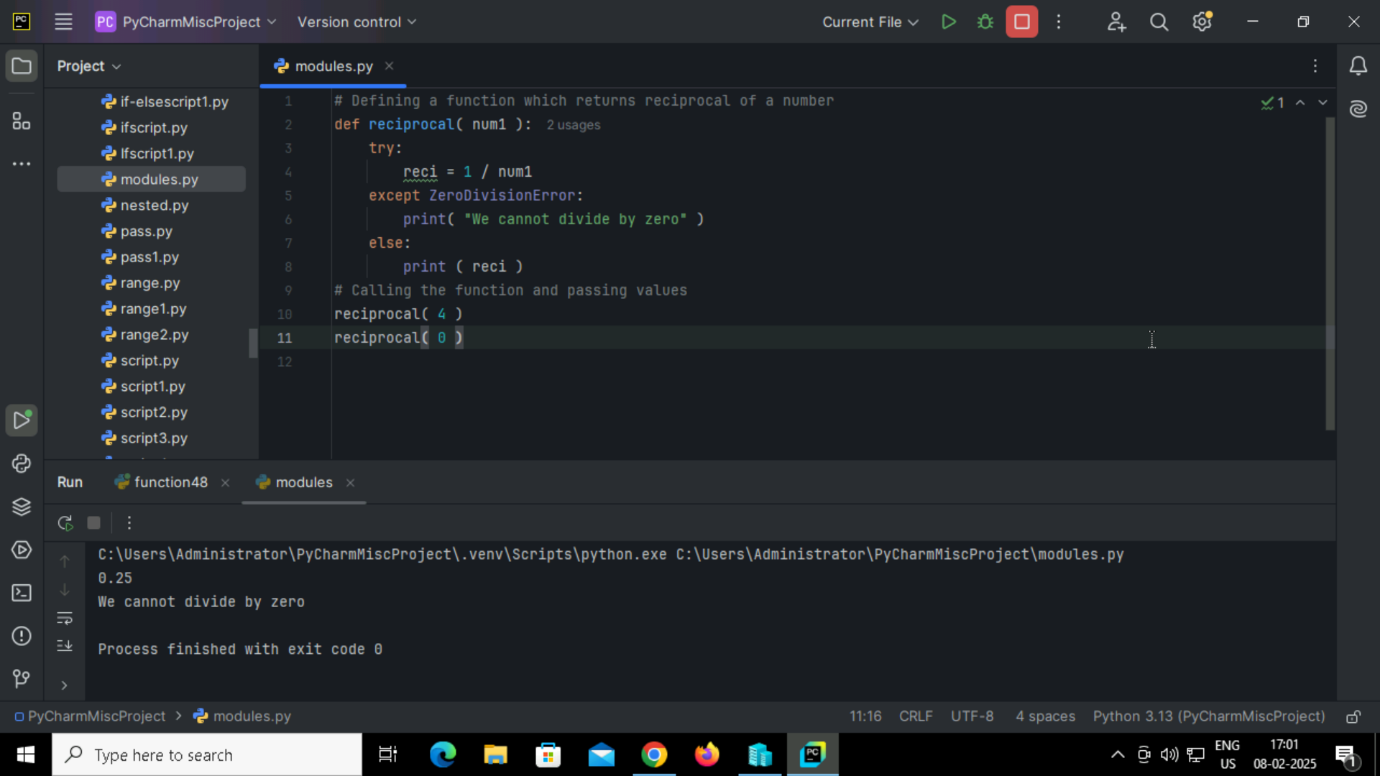 PC PyCharmMiscProject Version control Current File
Project modules.py
if-elsescript1.py
ifscript.py
Ifscript1.py
modules.py
nested.py
pass.py
pass1.py
range.py
range1.py
range2.py
script.py
script1.py
script2.py
script3.py
1 # Defining a function which returns reciprocal of a number
2 def reciprocal( num1 ): 2 usages
3 try:
4 reci = 1 / num1
5 except ZeroDivisionError:
6 print( "We cannot divide by zero" )
7 else:
8 print ( reci )
9 # Calling the function and passing values
10 reciprocal( 4 )
11 reciprocal( 0 )
12
1
Run function48 modules
C:\Users\Administrator\PyCharmMiscProject\.venv\Scripts\python.exe C:\Users\Administrator\PyCharmMiscProject\modules.py
0.25
We cannot divide by zero
Process finished with exit code 0
PyCharmMiscProject > modules.py 11:16 CRLF UTF-8 4 spaces Python 3.13 (PyCharmMiscProject)
Type here to search PC ENG US 17:01 08-02-2025 1